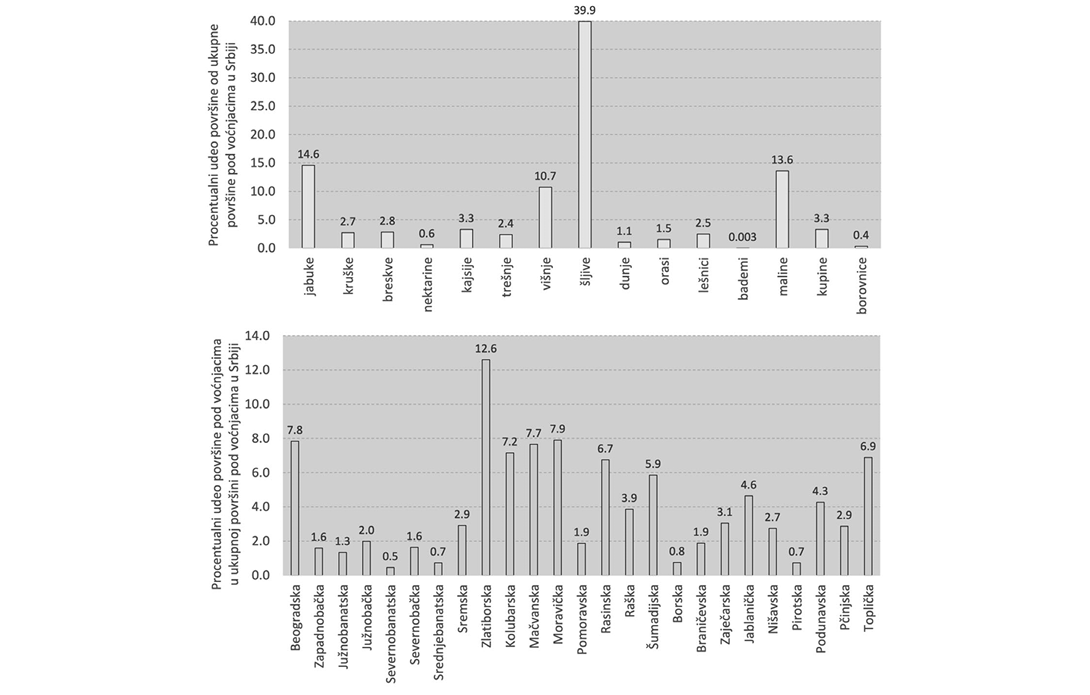 Procentualni udeo površine od ukupne
površine pod voćnjacima u Srbiji
40.0
35.0
30.0
25.0
20.0
15.0
10.0
5.0
0.0
14.6
2.7
2.8
0.6
3.3
2.4
10.7
39.9
1.1
1.5
2.5
0.003
13.6
3.3
0.4
jabuke
kruške
breskve
nektarine
kajsije
trešnje
višnje
šljive
dunje
orasi
lešnici
bademi
maline
kupine
borovnice
Procentualni udeo površine pod voćnjacima
u ukupnoj površini pod voćnjacima u Srbiji
14.0
12.0
10.0
8.0
6.0
4.0
2.0
0.0
7.8
1.6
1.3
2.0
0.5
1.6
0.7
2.9
12.6
7.2
7.7
7.9
1.9
6.7
3.9
5.9
0.8
1.9
3.1
4.6
2.7
0.7
4.3
2.9
6.9
Beogradska
Zapadnobačka
Južnobanatska
Južnobačka
Severnobanatska
Severnobačka
Srednjebanatska
Sremska
Zlatiborska
Kolubarska
Mačvanska
Moravička
Pomoravska
Rasinska
Raška
Šumadijska
Borska
Braničevska
Zaječarska
Jablanička
Nišavska
Pirotska
Podunavska
Pčinjska
Toplička